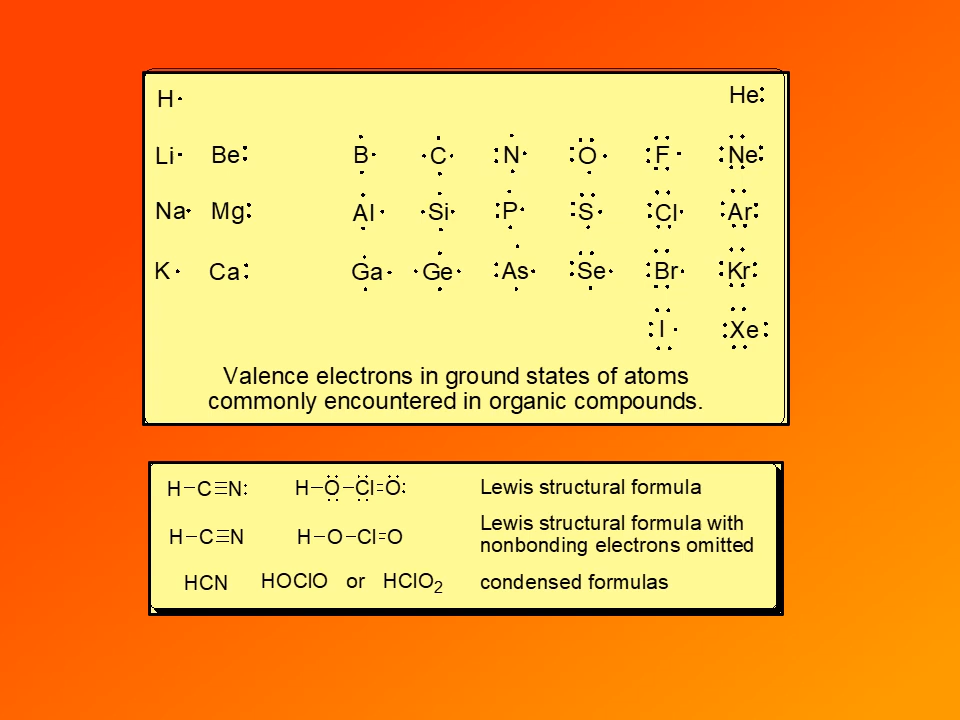 H· He:
Li· Be: B C N O F Ne
Na· Mg: Al Si P S Cl Ar
K· Ca: Ga Ge As Se Br Kr
I Xe
Valence electrons in ground states of atoms
commonly encountered in organic compounds.
H–C≡N: H–O–Cl=O: Lewis structural formula
H–C≡N H–O–Cl=O Lewis structural formula with
nonbonding electrons omitted
HCN HOClO or HClO₂ condensed formulas